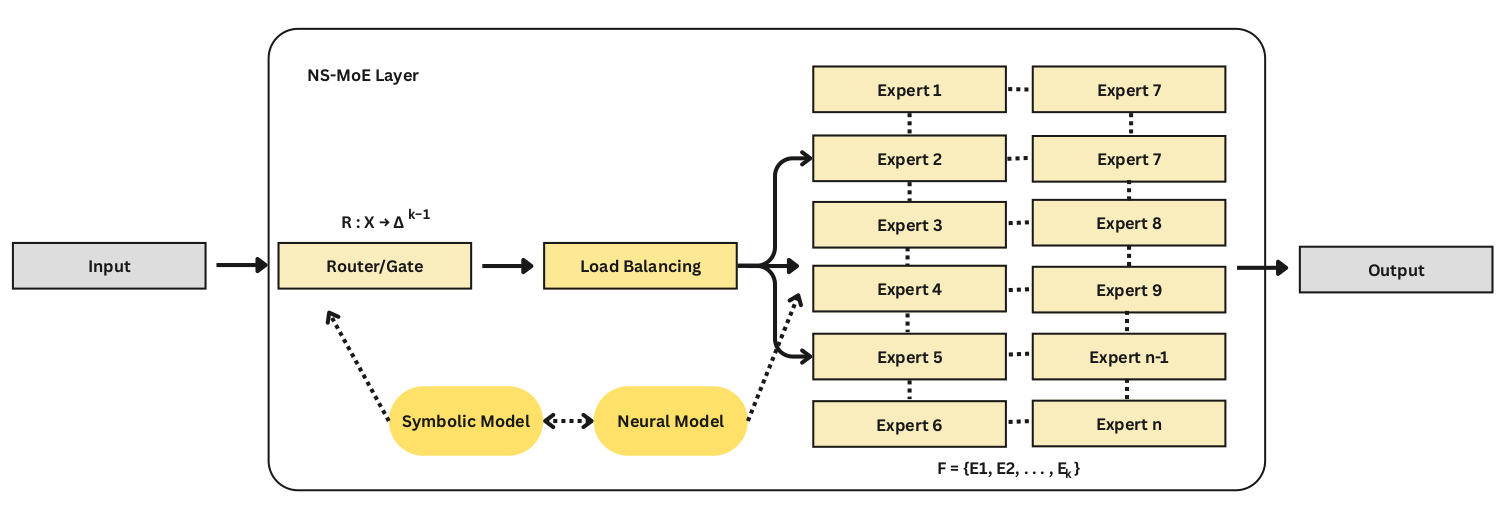 NS-MoE Layer
Input
R : X → Δ^k−1
Router/Gate
Load Balancing
Symbolic Model
Neural Model
Expert 1
Expert 7
Expert 2
Expert 7
Expert 3
Expert 8
Expert 4
Expert 9
Expert 5
Expert n-1
Expert 6
Expert n
F = {E1, E2, . . . , E_k}
Output